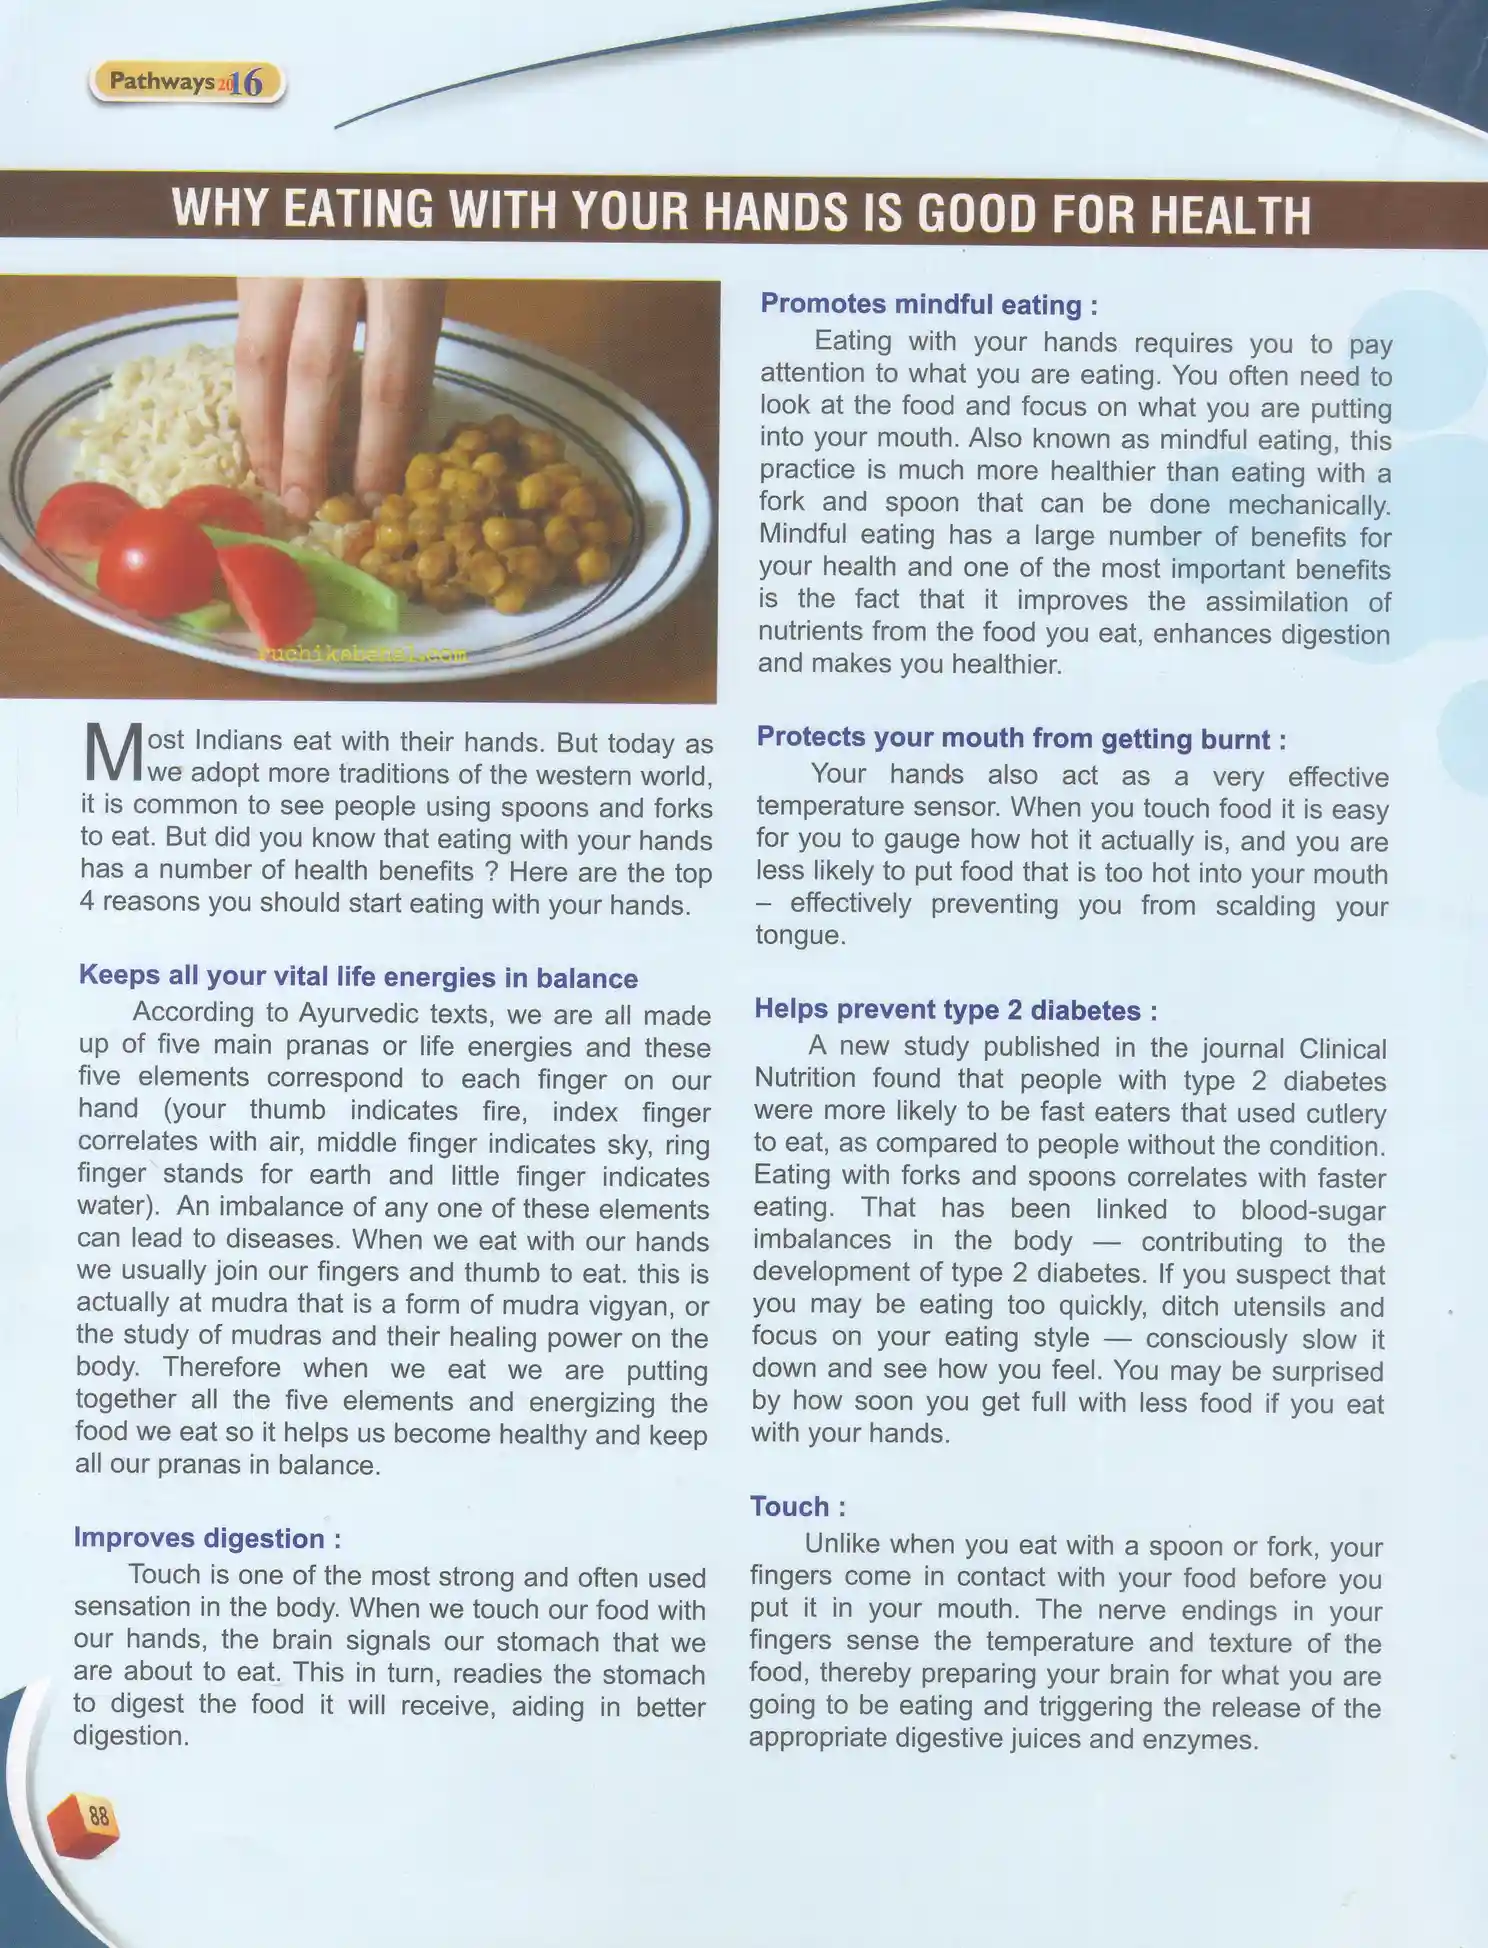 Pathways 2016
WHY EATING WITH YOUR HANDS IS GOOD FOR HEALTH
ruchikabahal.com
Most Indians eat with their hands. But today as
we adopt more traditions of the western world,
it is common to see people using spoons and forks
to eat. But did you know that eating with your hands
has a number of health benefits ? Here are the top
4 reasons you should start eating with your hands.
Keeps all your vital life energies in balance
According to Ayurvedic texts, we are all made
up of five main pranas or life energies and these
five elements correspond to each finger on our
hand (your thumb indicates fire, index finger
correlates with air, middle finger indicates sky, ring
finger stands for earth and little finger indicates
water). An imbalance of any one of these elements
can lead to diseases. When we eat with our hands
we usually join our fingers and thumb to eat. this is
actually at mudra that is a form of mudra vigyan, or
the study of mudras and their healing power on the
body. Therefore when we eat we are putting
together all the five elements and energizing the
food we eat so it helps us become healthy and keep
all our pranas in balance.
Improves digestion :
Touch is one of the most strong and often used
sensation in the body. When we touch our food with
our hands, the brain signals our stomach that we
are about to eat. This in turn, readies the stomach
to digest the food it will receive, aiding in better
digestion.
Promotes mindful eating :
Eating with your hands requires you to pay
attention to what you are eating. You often need to
look at the food and focus on what you are putting
into your mouth. Also known as mindful eating, this
practice is much more healthier than eating with a
fork and spoon that can be done mechanically.
Mindful eating has a large number of benefits for
your health and one of the most important benefits
is the fact that it improves the assimilation of
nutrients from the food you eat, enhances digestion
and makes you healthier.
Protects your mouth from getting burnt :
Your hands also act as a very effective
temperature sensor. When you touch food it is easy
for you to gauge how hot it actually is, and you are
less likely to put food that is too hot into your mouth
– effectively preventing you from scalding your
tongue.
Helps prevent type 2 diabetes :
A new study published in the journal Clinical
Nutrition found that people with type 2 diabetes
were more likely to be fast eaters that used cutlery
to eat, as compared to people without the condition.
Eating with forks and spoons correlates with faster
eating. That has been linked to blood-sugar
imbalances in the body — contributing to the
development of type 2 diabetes. If you suspect that
you may be eating too quickly, ditch utensils and
focus on your eating style — consciously slow it
down and see how you feel. You may be surprised
by how soon you get full with less food if you eat
with your hands.
Touch :
Unlike when you eat with a spoon or fork, your
fingers come in contact with your food before you
put it in your mouth. The nerve endings in your
fingers sense the temperature and texture of the
food, thereby preparing your brain for what you are
going to be eating and triggering the release of the
appropriate digestive juices and enzymes.
88